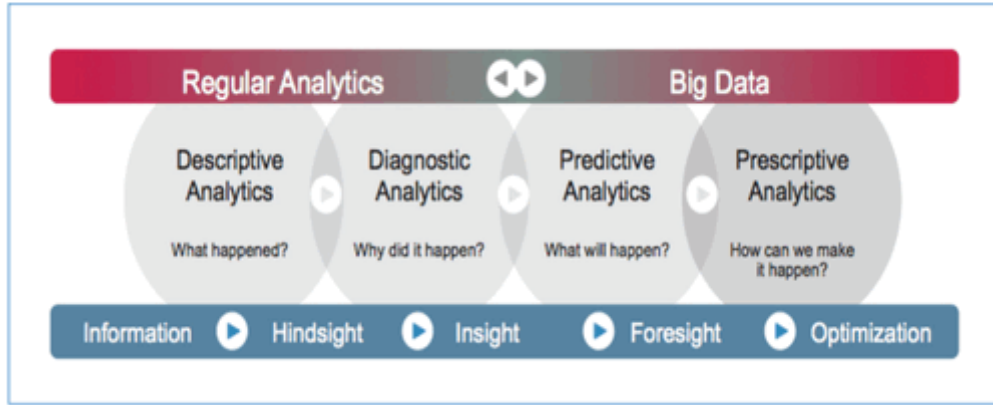 Regular Analytics Big Data
Descriptive Analytics
What happened?
Diagnostic Analytics
Why did it happen?
Predictive Analytics
What will happen?
Prescriptive Analytics
How can we make
it happen?
Information Hindsight Insight Foresight Optimization